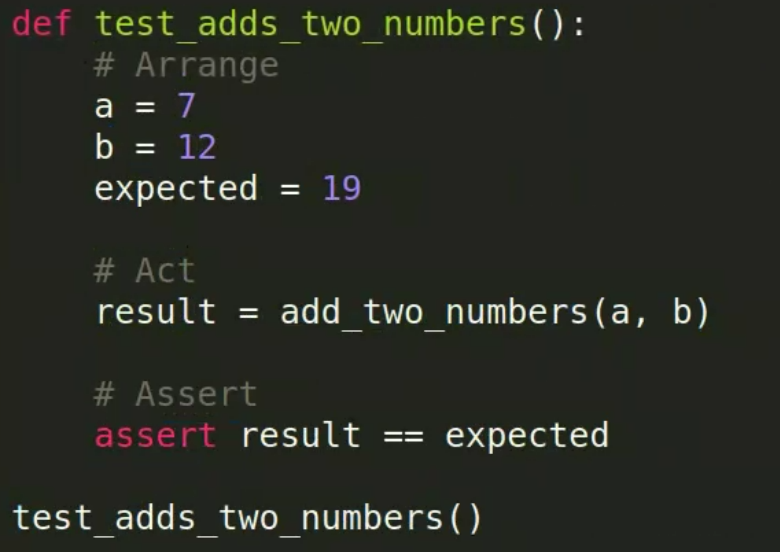 def test_adds_two_numbers():
    # Arrange
    a = 7
    b = 12
    expected = 19

    # Act
    result = add_two_numbers(a, b)

    # Assert
    assert result == expected

test_adds_two_numbers()